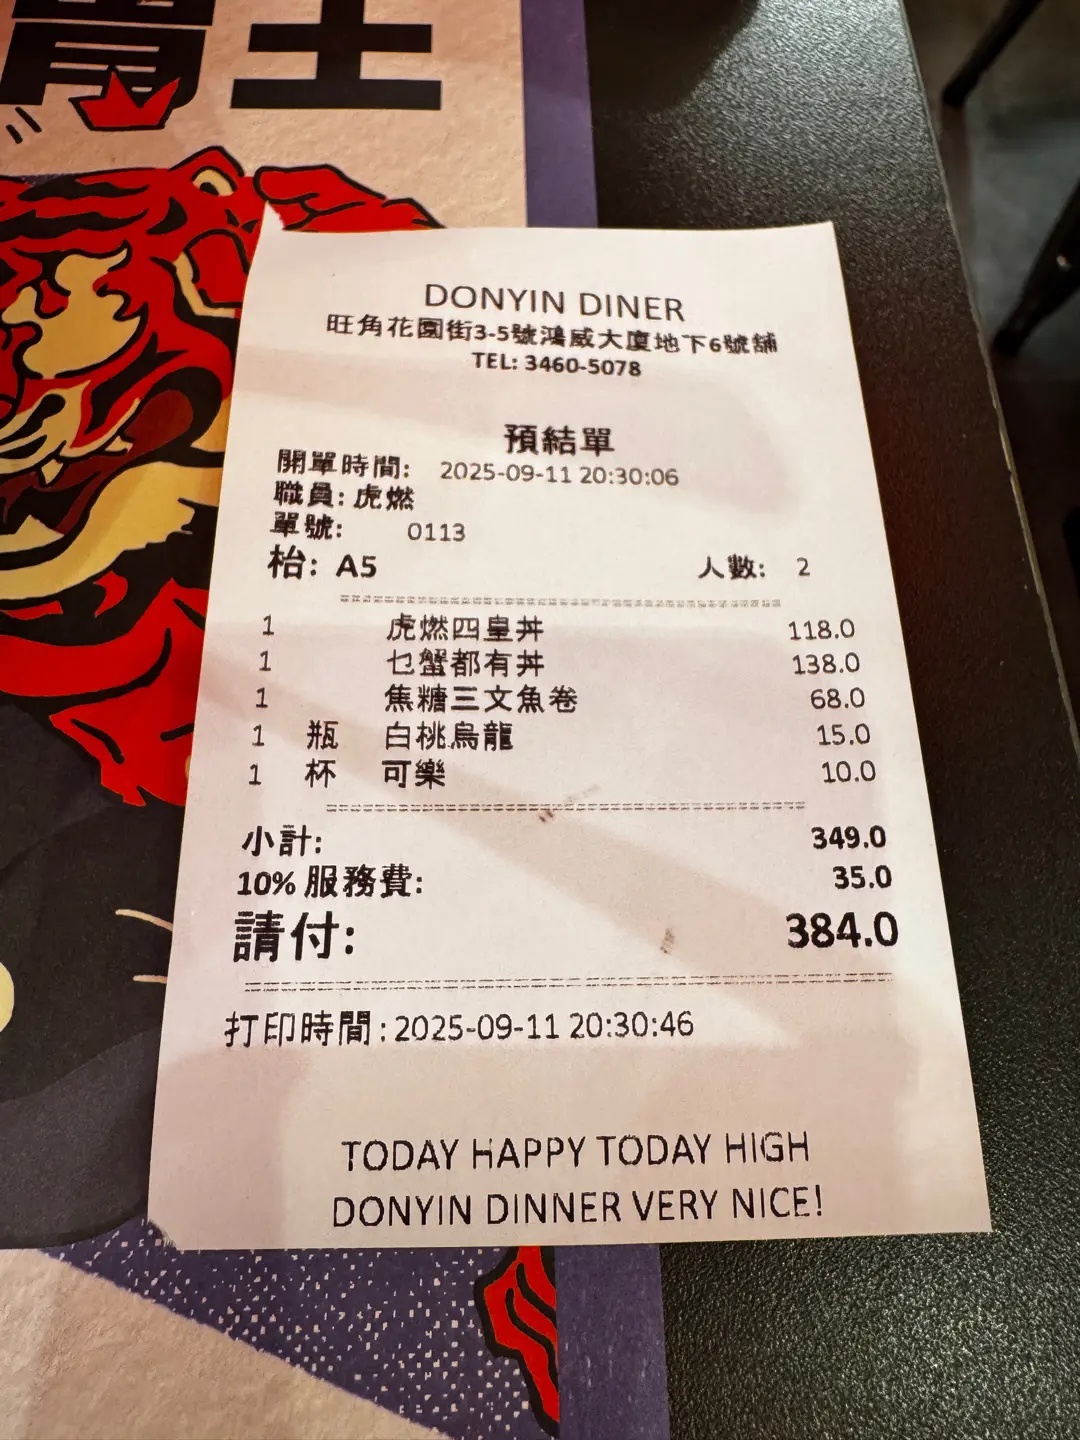 士
DONYIN DINER
旺角花園街3-5號鴻威大廈地下6號舖
TEL: 3460-5078
預結單
開單時間: 2025-09-11 20:30:06
職員: 虎燃
單號: 0113
枱: A5 人數: 2
1 虎燃四皇丼 118.0
1 乜蟹都有丼 138.0
1 焦糖三文魚卷 68.0
1 瓶 白桃烏龍 15.0
1 杯 可樂 10.0
小計: 349.0
10% 服務費: 35.0
請付: 384.0
打印時間:2025-09-11 20:30:46
TODAY HAPPY TODAY HIGH
DONYIN DINNER VERY NICE!